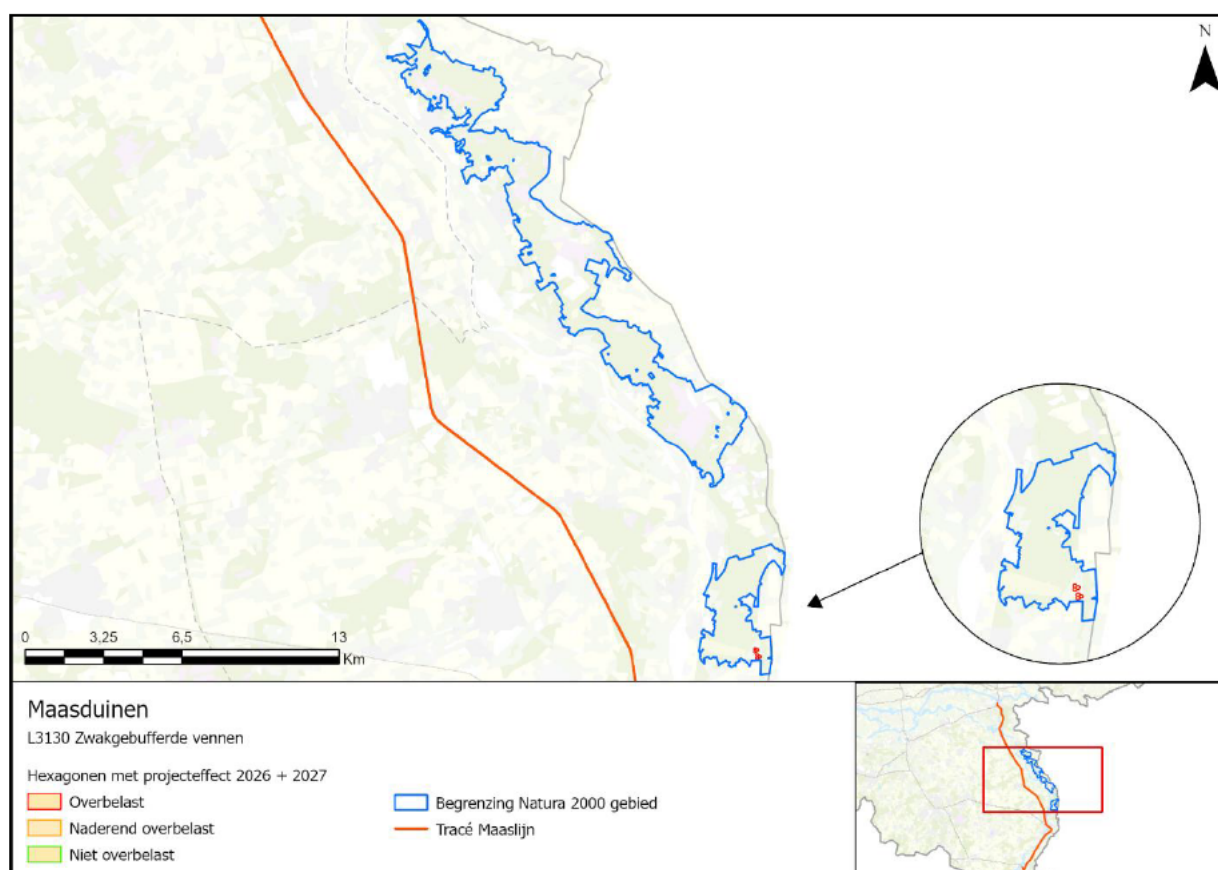 N
0 3,25 6,5 13
Km
Maasduinen
L3130 Zwakgebufferde vennen
Hexagonen met projecteffect 2026 + 2027
Overbelast
Naderend overbelast
Niet overbelast
Begrenzing Natura 2000 gebied
Tracé Maaslijn